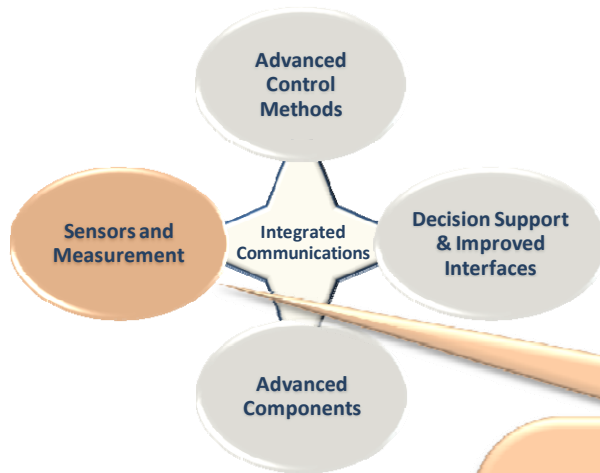 Advanced
Control
Methods
Sensors and
Measurement
Integrated
Communications
Decision Support
& Improved
Interfaces
Advanced
Components